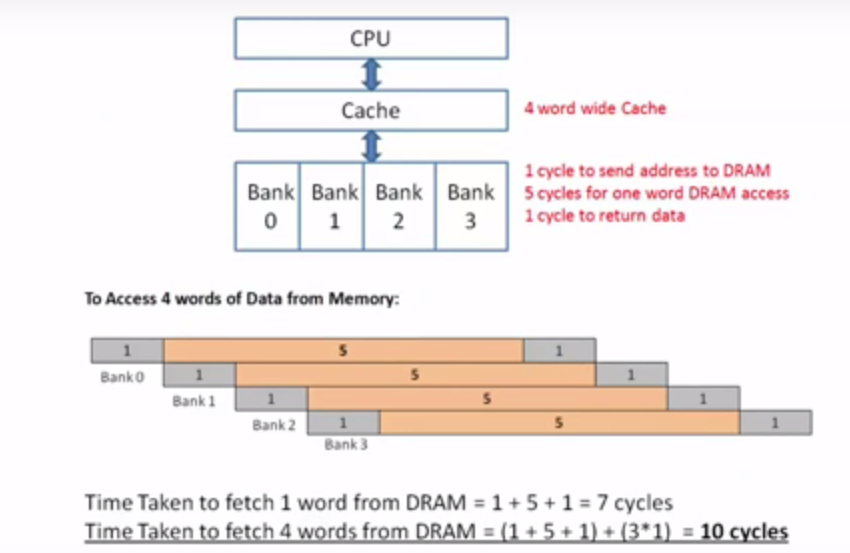 CPU
Cache
4 word wide Cache
1 cycle to send address to DRAM
5 cycles for one word DRAM access
1 cycle to return data
Bank 0
Bank 1
Bank 2
Bank 3
To Access 4 words of Data from Memory:
1 5 1
Bank 0 1 5 1
Bank 1 1 5 1
Bank 2 1 5 1
Bank 3
Time Taken to fetch 1 word from DRAM = 1 + 5 + 1 = 7 cycles
Time Taken to fetch 4 words from DRAM = (1 + 5 + 1) + (3*1) = 10 cycles